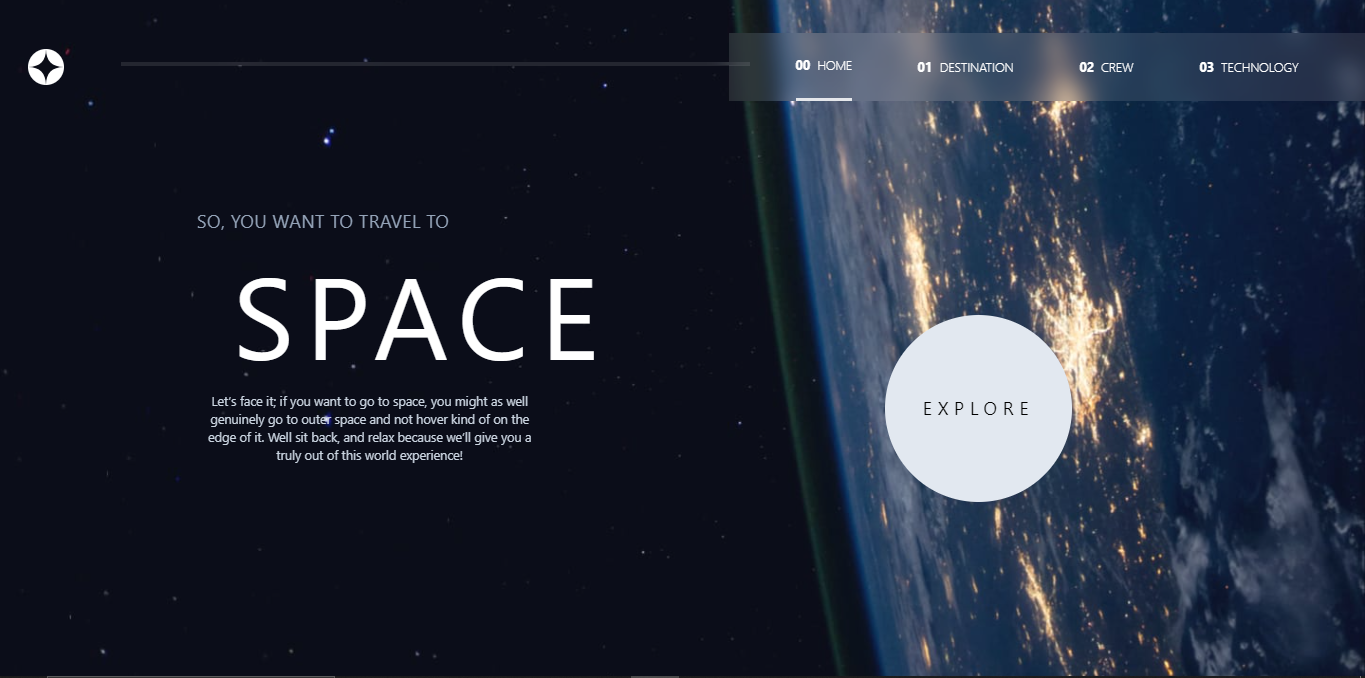 00 HOME 01 DESTINATION 02 CREW 03 TECHNOLOGY
SO, YOU WANT TO TRAVEL TO
SPACE
Let's face it; if you want to go to space, you might as well
genuinely go to outer space and not hover kind of on the
edge of it. Well sit back, and relax because we'll give you a
truly out of this world experience!
EXPLORE